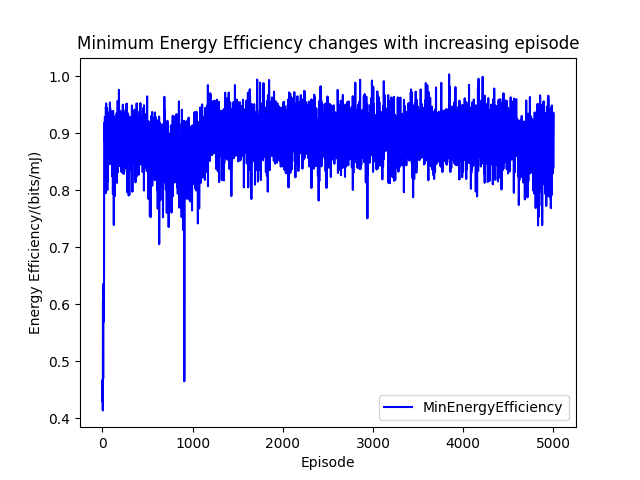 Minimum Energy Efficiency changes with increasing episode
Energy Efficiency/(bits/mJ)
1.0
0.9
0.8
0.7
0.6
0.5
0.4
MinEnergyEfficiency
0 1000 2000 3000 4000 5000
Episode